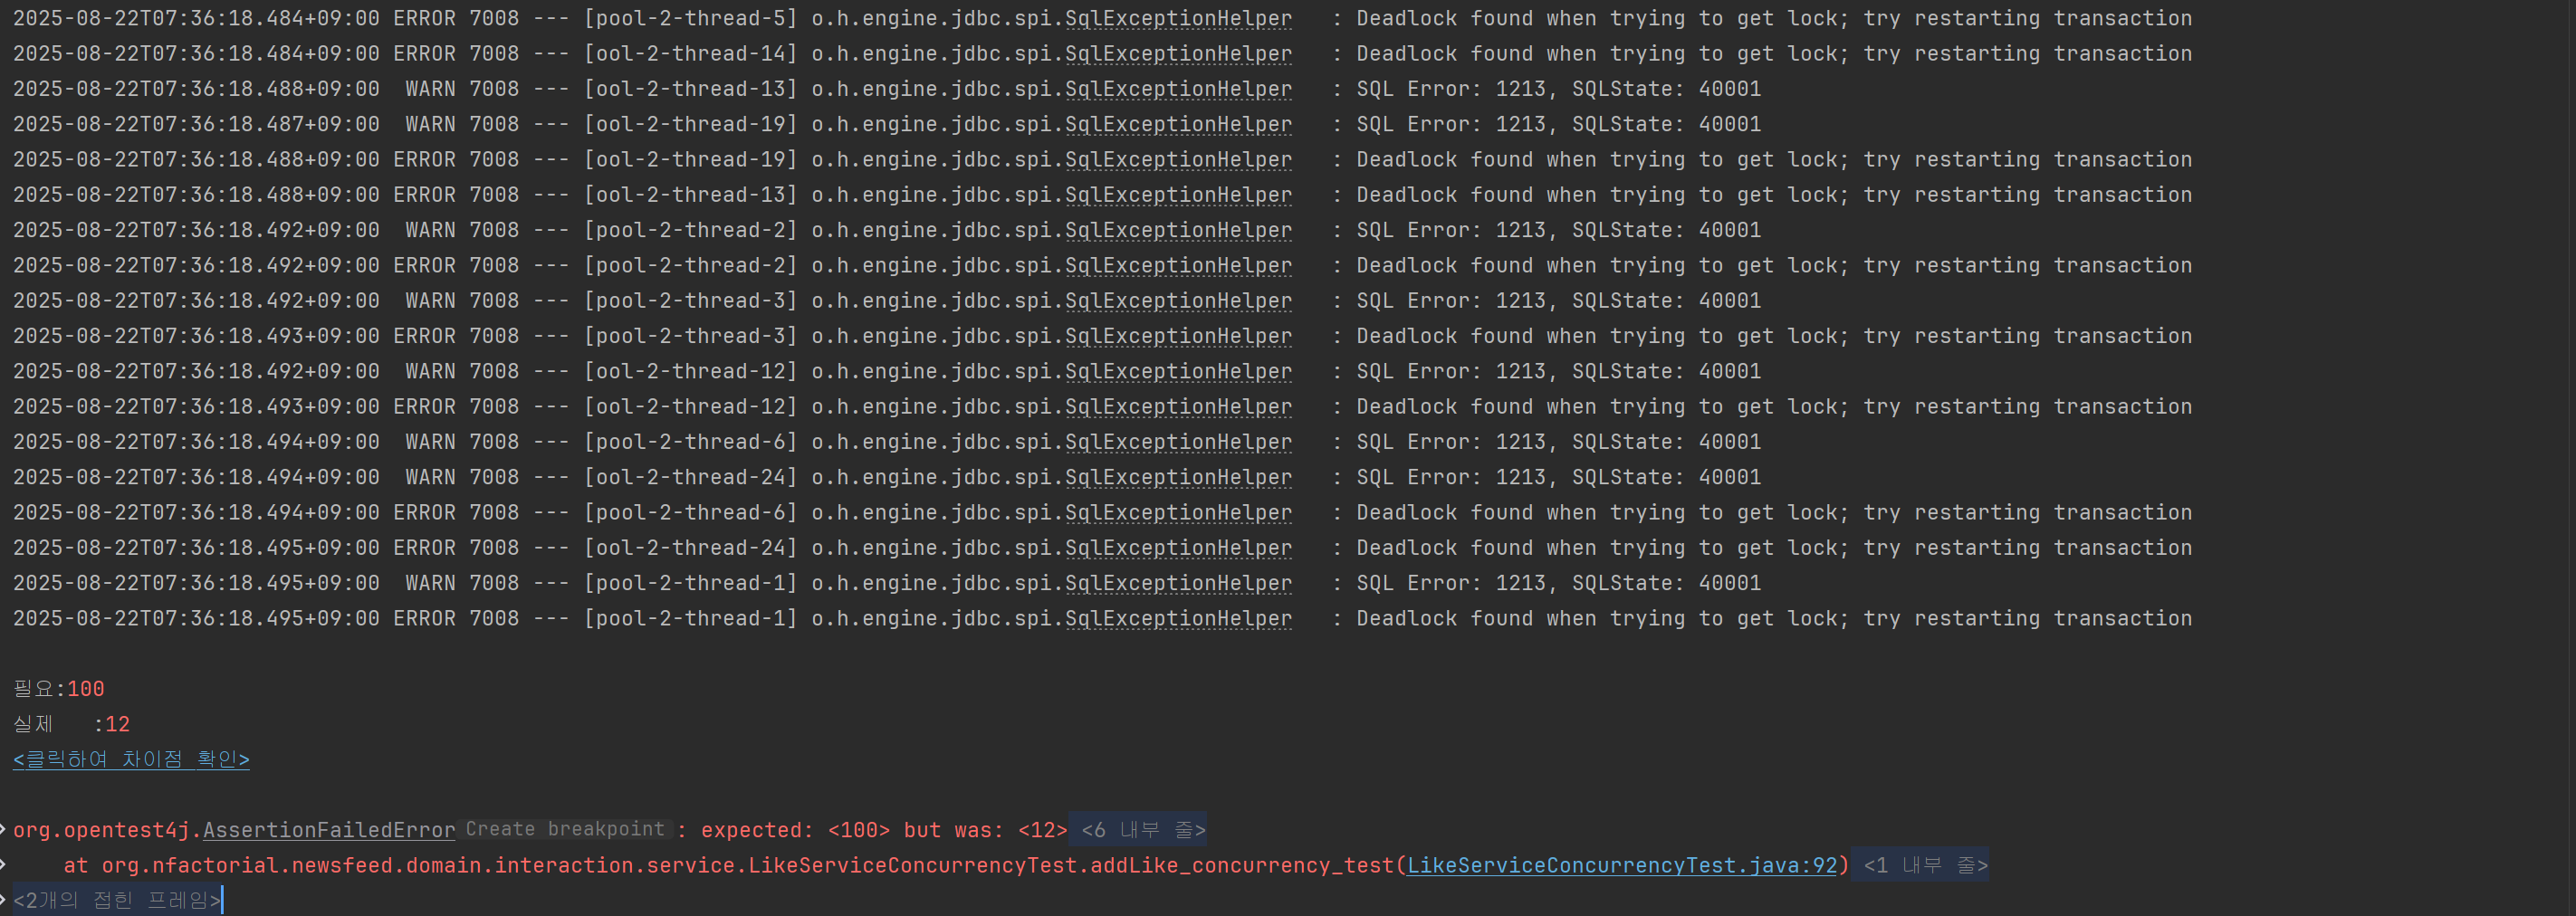 2025-08-22T07:36:18.484+09:00 ERROR 7008 --- [pool-2-thread-5] o.h.engine.jdbc.spi.SqlExceptionHelper   : Deadlock found when trying to get lock; try restarting transaction
2025-08-22T07:36:18.484+09:00 ERROR 7008 --- [ool-2-thread-14] o.h.engine.jdbc.spi.SqlExceptionHelper   : Deadlock found when trying to get lock; try restarting transaction
2025-08-22T07:36:18.488+09:00  WARN 7008 --- [ool-2-thread-13] o.h.engine.jdbc.spi.SqlExceptionHelper   : SQL Error: 1213, SQLState: 40001
2025-08-22T07:36:18.487+09:00  WARN 7008 --- [ool-2-thread-19] o.h.engine.jdbc.spi.SqlExceptionHelper   : SQL Error: 1213, SQLState: 40001
2025-08-22T07:36:18.488+09:00 ERROR 7008 --- [ool-2-thread-19] o.h.engine.jdbc.spi.SqlExceptionHelper   : Deadlock found when trying to get lock; try restarting transaction
2025-08-22T07:36:18.488+09:00 ERROR 7008 --- [ool-2-thread-13] o.h.engine.jdbc.spi.SqlExceptionHelper   : Deadlock found when trying to get lock; try restarting transaction
2025-08-22T07:36:18.492+09:00  WARN 7008 --- [pool-2-thread-2] o.h.engine.jdbc.spi.SqlExceptionHelper   : SQL Error: 1213, SQLState: 40001
2025-08-22T07:36:18.492+09:00 ERROR 7008 --- [pool-2-thread-2] o.h.engine.jdbc.spi.SqlExceptionHelper   : Deadlock found when trying to get lock; try restarting transaction
2025-08-22T07:36:18.492+09:00  WARN 7008 --- [pool-2-thread-3] o.h.engine.jdbc.spi.SqlExceptionHelper   : SQL Error: 1213, SQLState: 40001
2025-08-22T07:36:18.493+09:00 ERROR 7008 --- [pool-2-thread-3] o.h.engine.jdbc.spi.SqlExceptionHelper   : Deadlock found when trying to get lock; try restarting transaction
2025-08-22T07:36:18.492+09:00  WARN 7008 --- [ool-2-thread-12] o.h.engine.jdbc.spi.SqlExceptionHelper   : SQL Error: 1213, SQLState: 40001
2025-08-22T07:36:18.493+09:00 ERROR 7008 --- [ool-2-thread-12] o.h.engine.jdbc.spi.SqlExceptionHelper   : Deadlock found when trying to get lock; try restarting transaction
2025-08-22T07:36:18.494+09:00  WARN 7008 --- [pool-2-thread-6] o.h.engine.jdbc.spi.SqlExceptionHelper   : SQL Error: 1213, SQLState: 40001
2025-08-22T07:36:18.494+09:00  WARN 7008 --- [ool-2-thread-24] o.h.engine.jdbc.spi.SqlExceptionHelper   : SQL Error: 1213, SQLState: 40001
2025-08-22T07:36:18.494+09:00 ERROR 7008 --- [pool-2-thread-6] o.h.engine.jdbc.spi.SqlExceptionHelper   : Deadlock found when trying to get lock; try restarting transaction
2025-08-22T07:36:18.495+09:00 ERROR 7008 --- [ool-2-thread-24] o.h.engine.jdbc.spi.SqlExceptionHelper   : Deadlock found when trying to get lock; try restarting transaction
2025-08-22T07:36:18.495+09:00  WARN 7008 --- [pool-2-thread-1] o.h.engine.jdbc.spi.SqlExceptionHelper   : SQL Error: 1213, SQLState: 40001
2025-08-22T07:36:18.495+09:00 ERROR 7008 --- [pool-2-thread-1] o.h.engine.jdbc.spi.SqlExceptionHelper   : Deadlock found when trying to get lock; try restarting transaction
필요:100
실제   :12
<클릭하여 차이점 확인>
org.opentest4j.AssertionFailedError Create breakpoint : expected: <100> but was: <12> <6 내부 줄>
at org.nfactorial.newsfeed.domain.interaction.service.LikeServiceConcurrencyTest.addLike_concurrency_test(LikeServiceConcurrencyTest.java:92) <1 내부 줄>
<2개의 접힌 프레임>